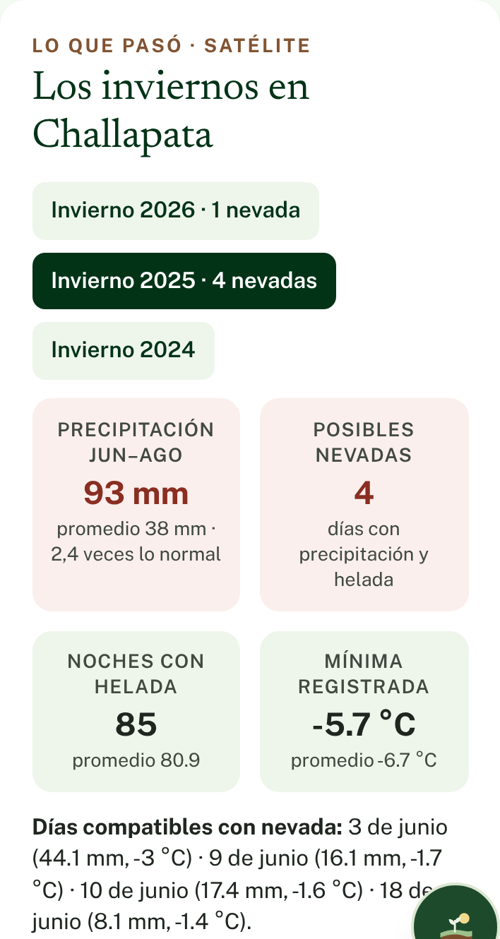 LO QUE PASÓ · SATÉLITE
Los inviernos en
Challapata
Invierno 2026 · 1 nevada
Invierno 2025 · 4 nevadas
Invierno 2024
PRECIPITACIÓN
JUN–AGO
93 mm
promedio 38 mm ·
2,4 veces lo normal
POSIBLES
NEVADAS
4
días con
precipitación y
helada
NOCHES CON
HELADA
85
promedio 80.9
MÍNIMA
REGISTRADA
-5.7 °C
promedio -6.7 °C
Días compatibles con nevada: 3 de junio
(44.1 mm, -3 °C) · 9 de junio (16.1 mm, -1.7
°C) · 10 de junio (17.4 mm, -1.6 °C) · 18 de
junio (8.1 mm, -1.4 °C).